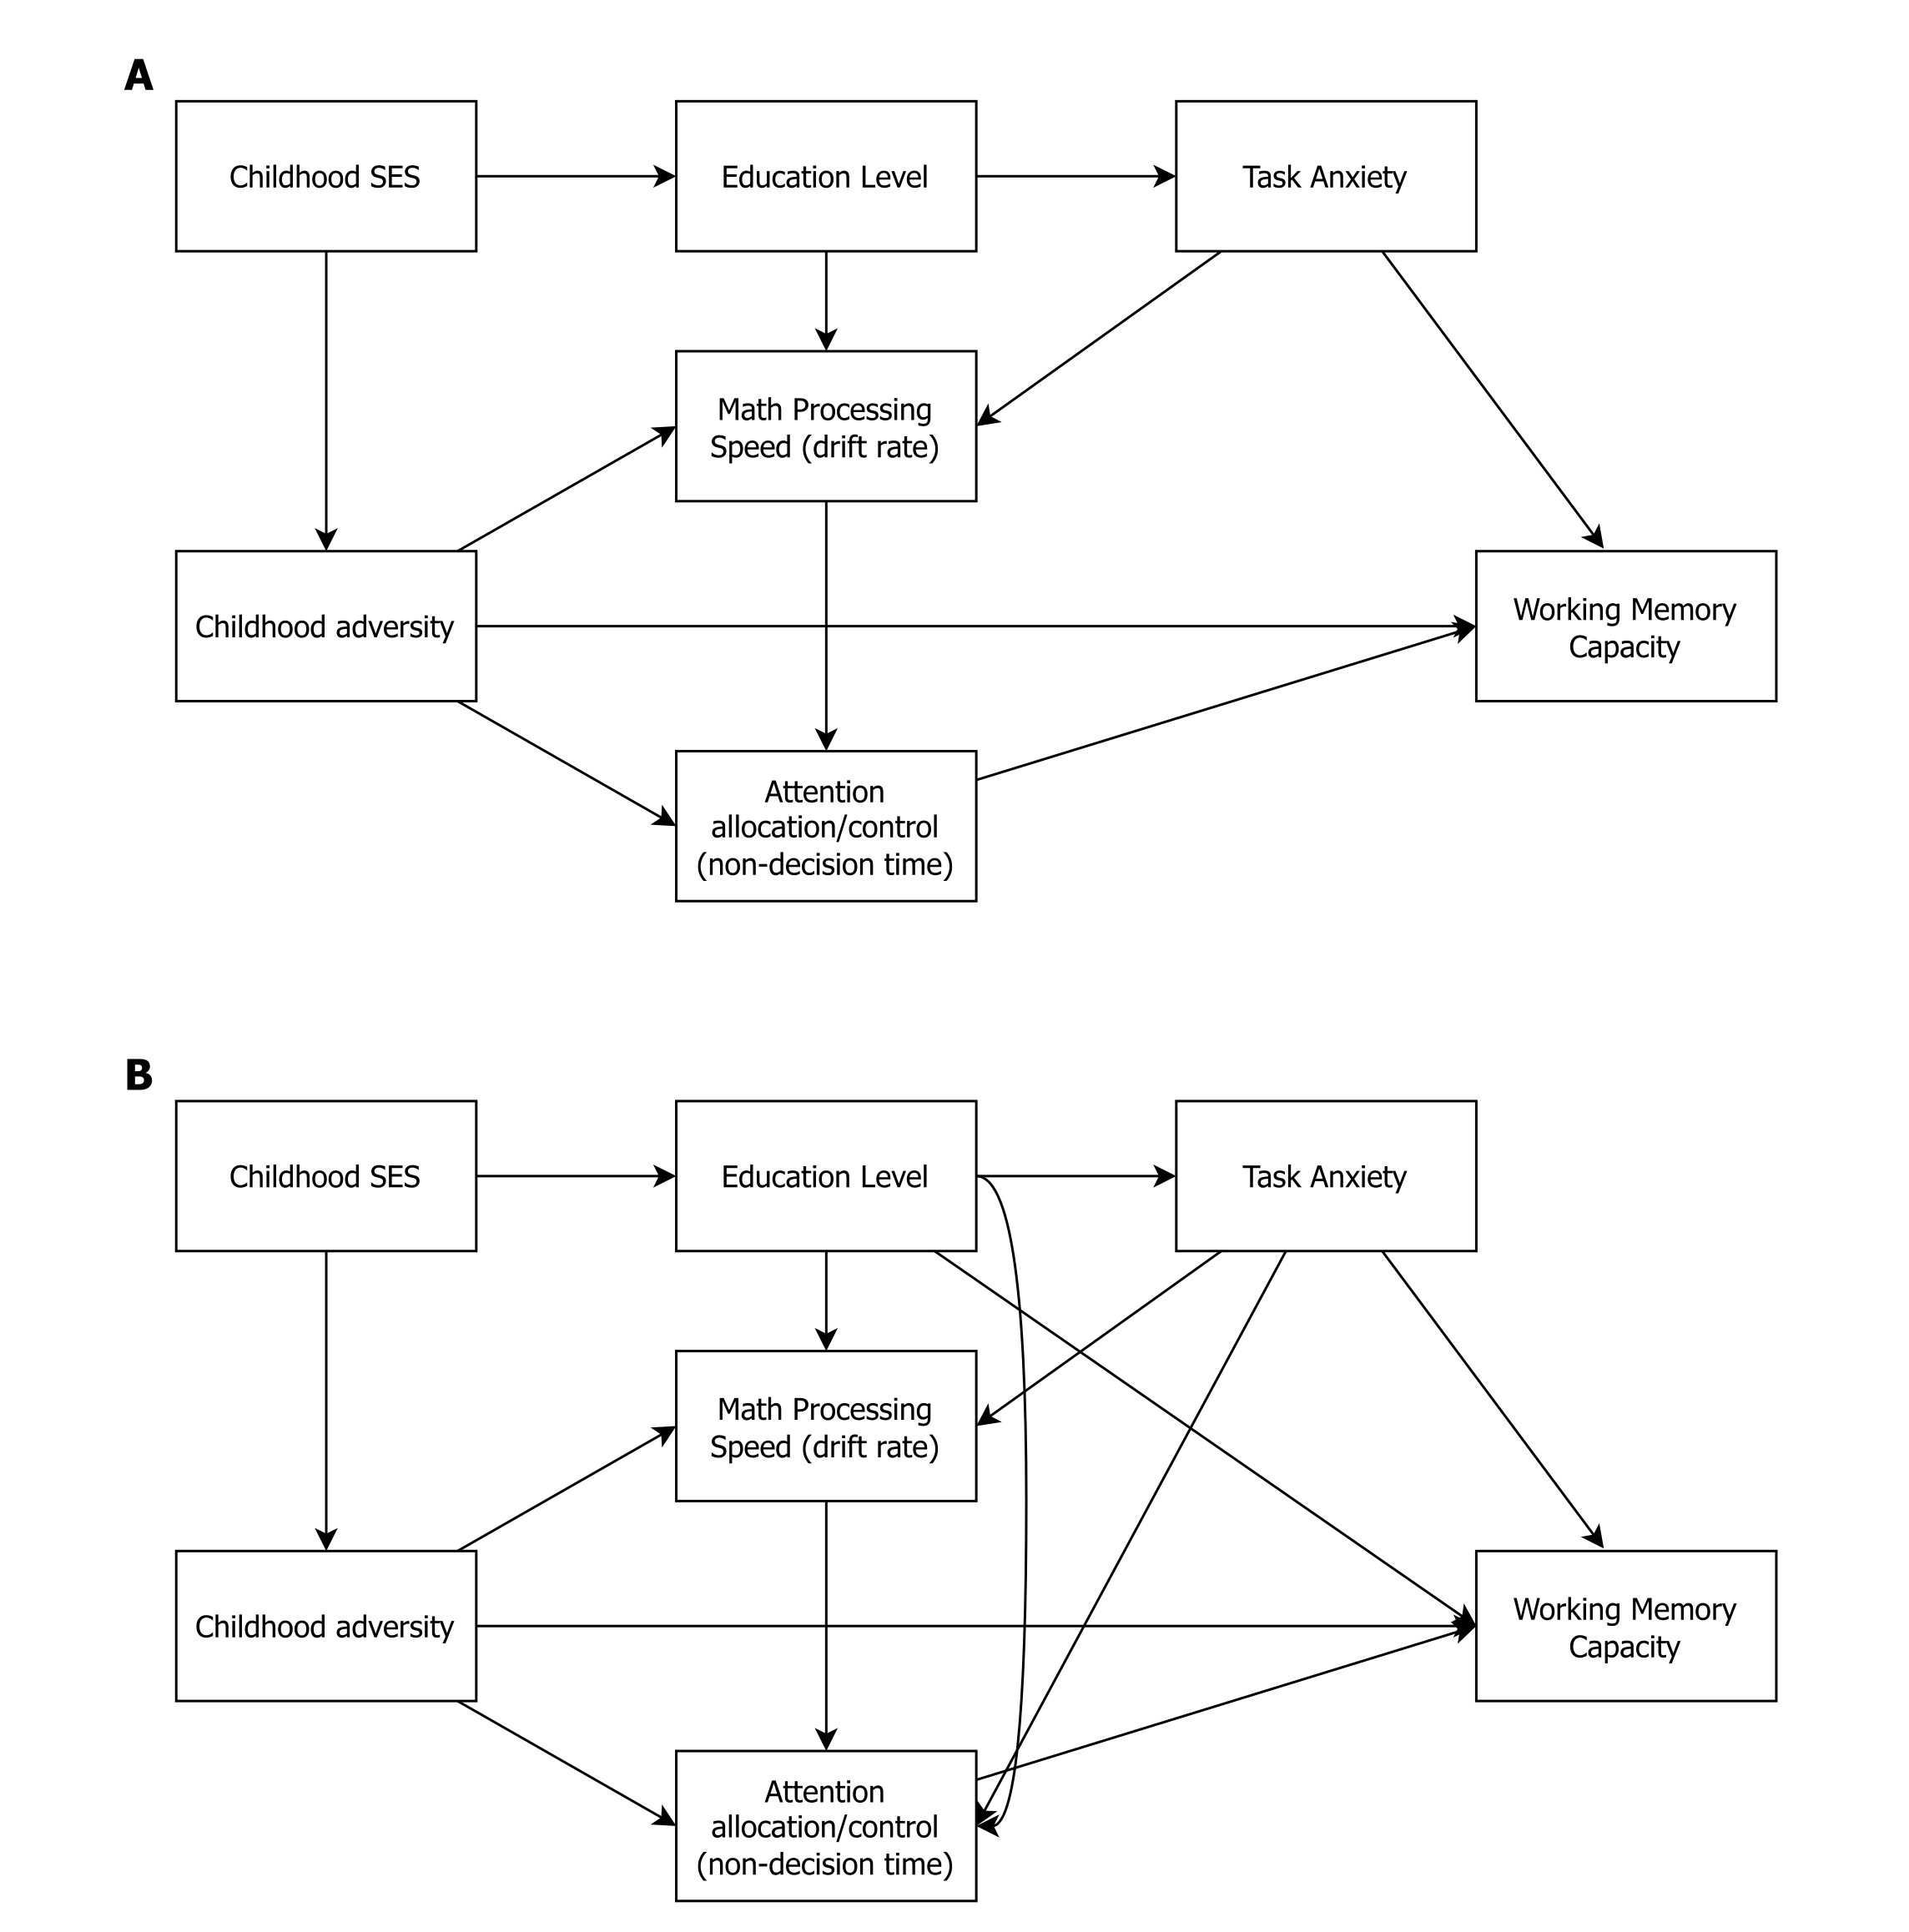 A
Childhood SES
Education Level
Task Anxiety
Math Processing
Speed (drift rate)
Childhood adversity
Working Memory
Capacity
Attention
allocation/control
(non-decision time)
B
Childhood SES
Education Level
Task Anxiety
Math Processing
Speed (drift rate)
Childhood adversity
Working Memory
Capacity
Attention
allocation/control
(non-decision time)